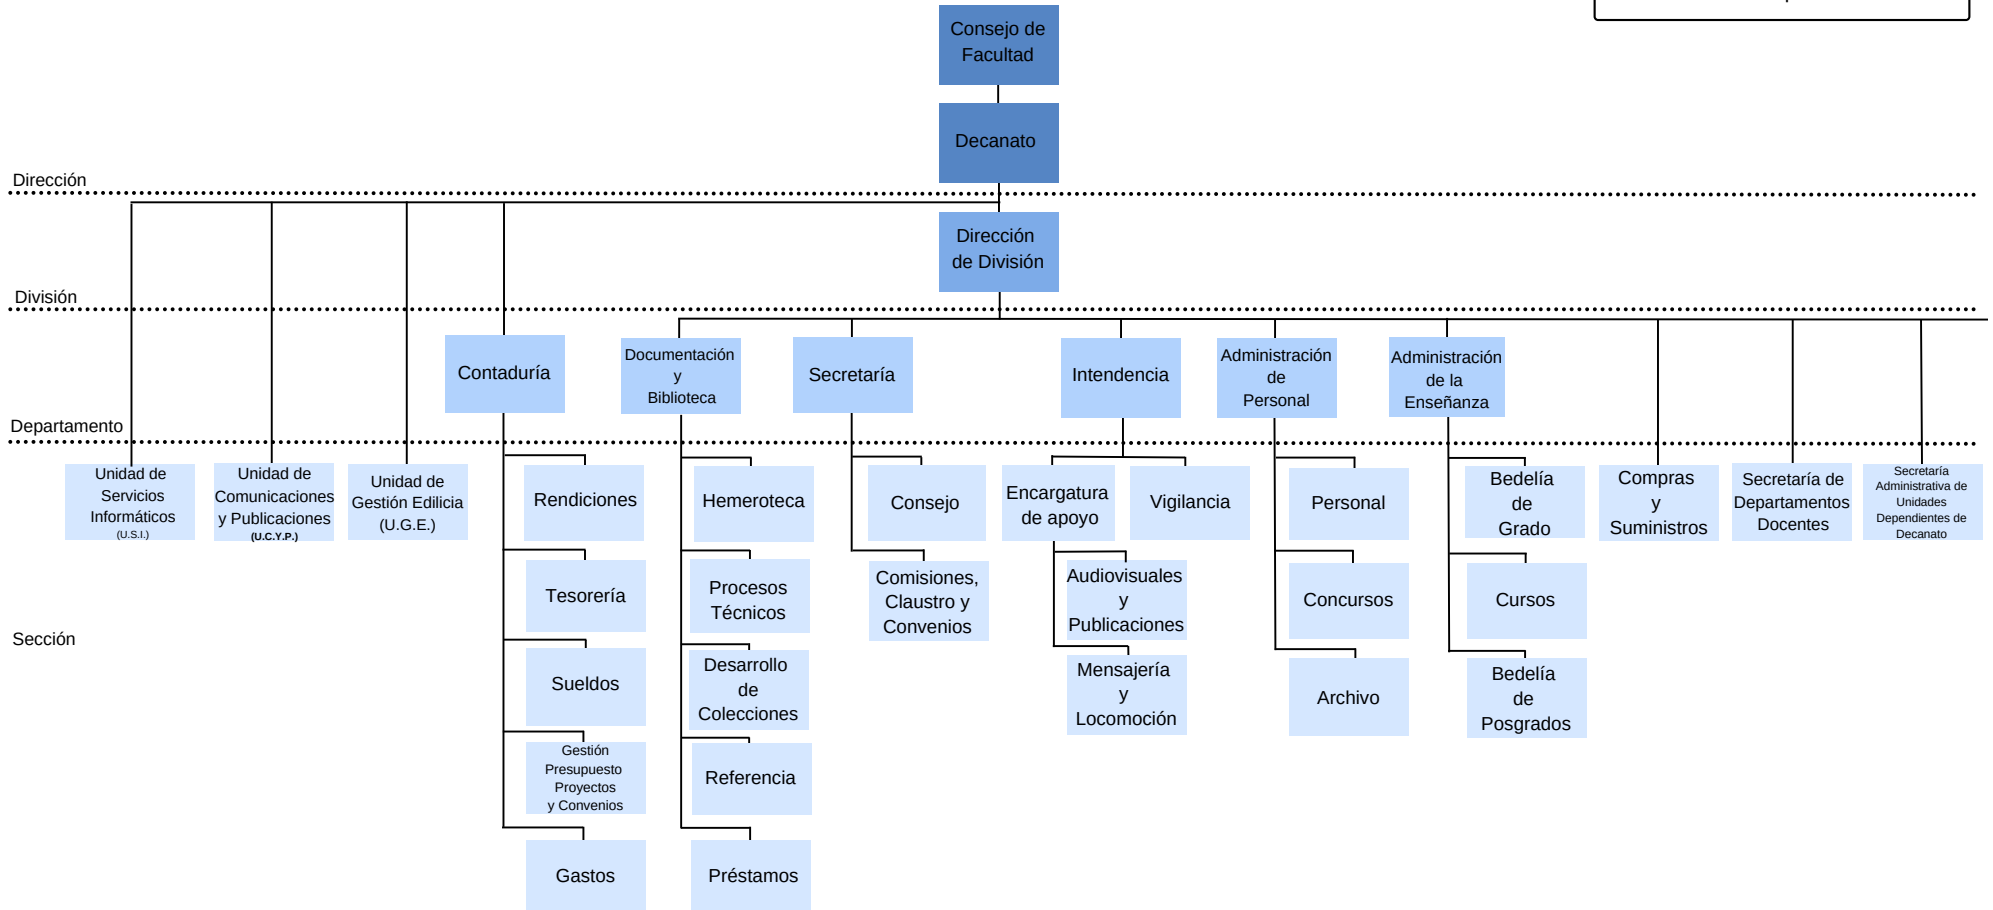 Consejo de
Facultad
Decanato
Dirección
Dirección
de División
División
Contaduría
Documentación
y
Biblioteca
Secretaría
Intendencia
Administración
de
Personal
Administración
de la
Enseñanza
Departamento
Unidad de
Servicios
Informáticos
(U.S.I.)
Unidad de
Comunicaciones
y Publicaciones
(U.C.Y.P.)
Unidad de
Gestión Edilicia
(U.G.E.)
Rendiciones
Hemeroteca
Consejo
Encargatura
de apoyo
Vigilancia
Personal
Bedelía
de
Grado
Compras
y
Suministros
Secretaría de
Departamentos
Docentes
Secretaría
Administrativa de
Unidades
Dependientes de
Decanato
Tesorería
Procesos
Técnicos
Comisiones,
Claustro y
Convenios
Audiovisuales
y
Publicaciones
Concursos
Cursos
Sección
Sueldos
Desarrollo
de
Colecciones
Mensajería
y
Locomoción
Archivo
Bedelía
de
Posgrados
Gestión
Presupuesto
Proyectos
y Convenios
Referencia
Gastos
Préstamos